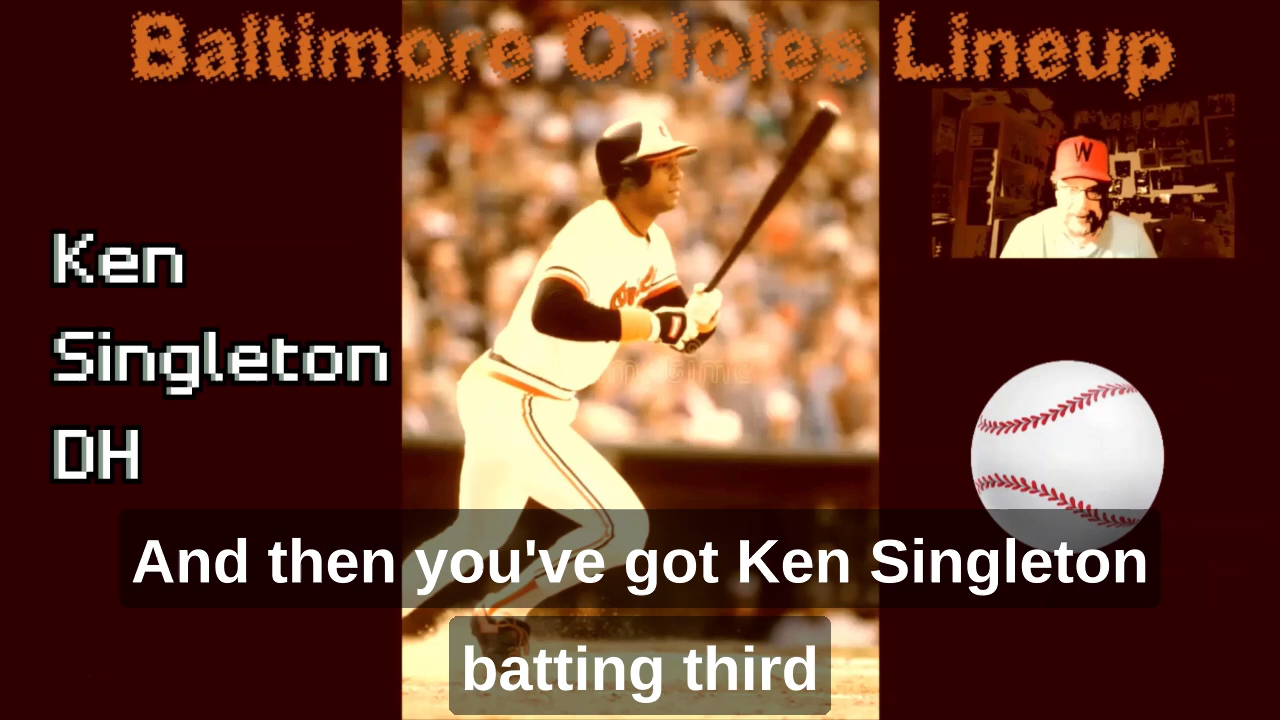 Baltimore Orioles Lineup
W
Ken
Singleton
DH
And then you've got Ken Singleton
batting third